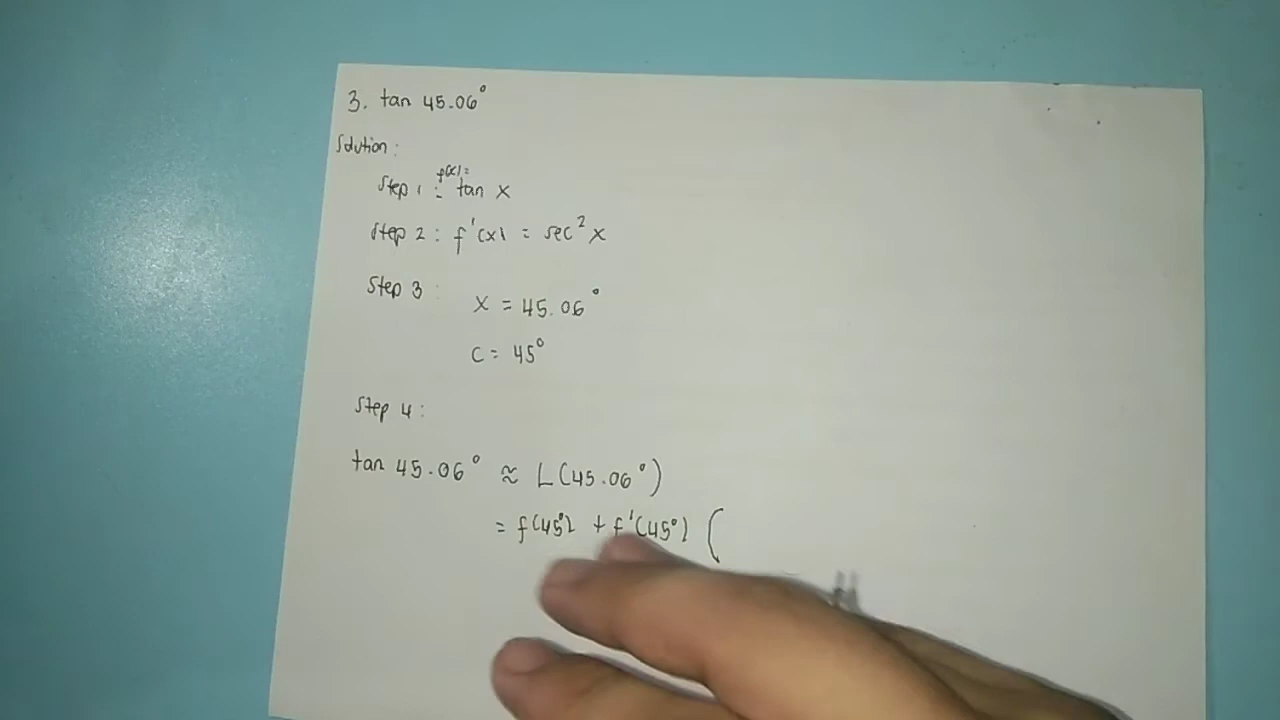 3. tan 45.06°
Solution:
f(x) =
Step 1: tan x
Step 2: f'(x) = sec² x
Step 3:
x = 45.06°
c = 45°
Step 4:
tan 45.06° ≈ L(45.06°)
= f(45°) + f'(45°) (